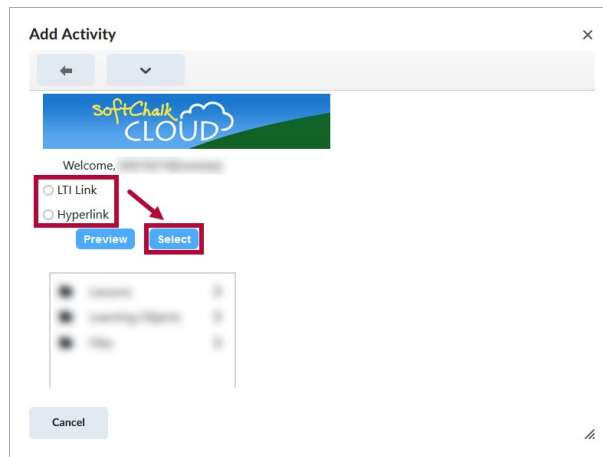 Add Activity
SoftChalk
CLOUD
Welcome,
LTI Link
Hyperlink
Preview Select
Cancel